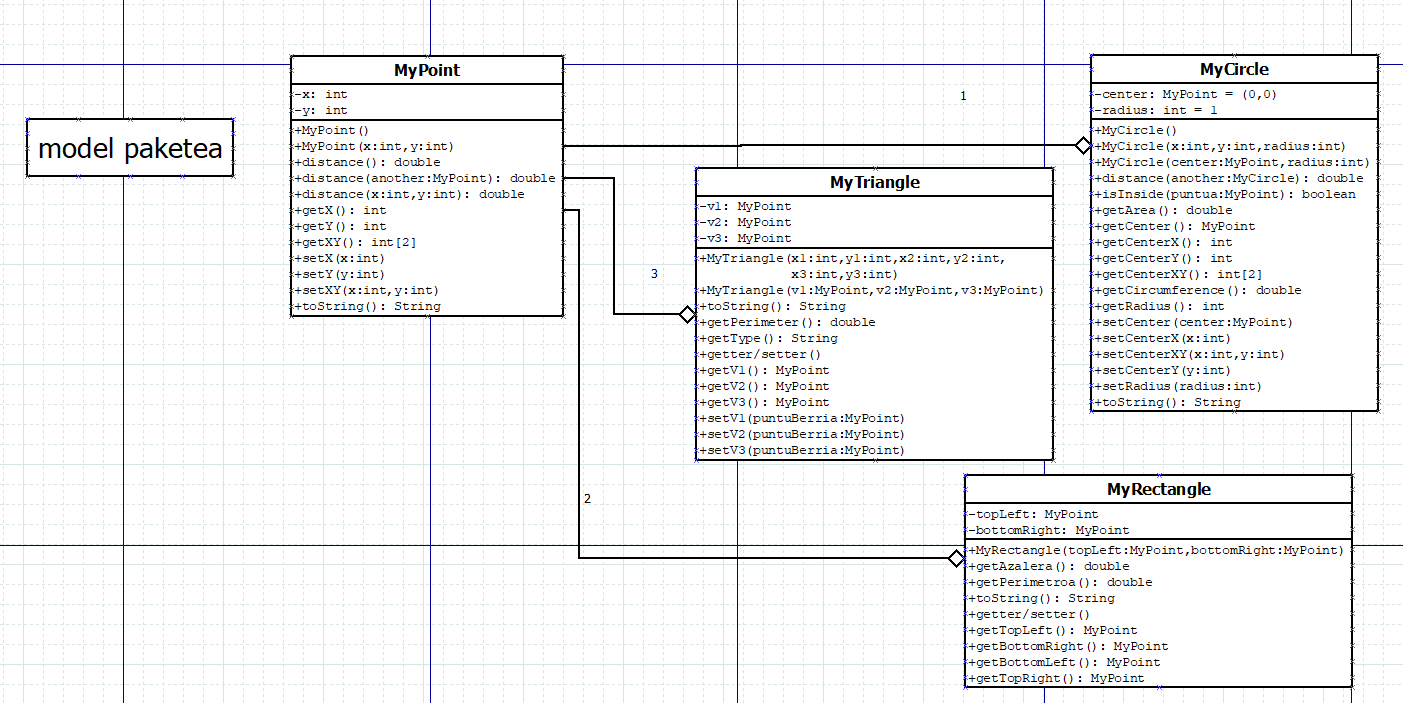 model paketea
MyPoint
-x: int
-y: int
+MyPoint()
+MyPoint(x:int,y:int)
+distance(): double
+distance(another:MyPoint): double
+distance(x:int,y:int): double
+getX(): int
+getY(): int
+getXY(): int[2]
+setX(x:int)
+setY(y:int)
+setXY(x:int,y:int)
+toString(): String
1
3
2
MyTriangle
-v1: MyPoint
-v2: MyPoint
-v3: MyPoint
+MyTriangle(x1:int,y1:int,x2:int,y2:int,
x3:int,y3:int)
+MyTriangle(v1:MyPoint,v2:MyPoint,v3:MyPoint)
+toString(): String
+getPerimeter(): double
+getType(): String
+getter/setter()
+getV1(): MyPoint
+getV2(): MyPoint
+getV3(): MyPoint
+setV1(puntuBerria:MyPoint)
+setV2(puntuBerria:MyPoint)
+setV3(puntuBerria:MyPoint)
MyCircle
-center: MyPoint = (0,0)
-radius: int = 1
+MyCircle()
+MyCircle(x:int,y:int,radius:int)
+MyCircle(center:MyPoint,radius:int)
+distance(another:MyCircle): double
+isInside(puntua:MyPoint): boolean
+getArea(): double
+getCenter(): MyPoint
+getCenterX(): int
+getCenterY(): int
+getCenterXY(): int[2]
+getCircumference(): double
+getRadius(): int
+setCenter(center:MyPoint)
+setCenterX(x:int)
+setCenterXY(x:int,y:int)
+setCenterY(y:int)
+setRadius(radius:int)
+toString(): String
MyRectangle
-topLeft: MyPoint
-bottomRight: MyPoint
+MyRectangle(topLeft:MyPoint,bottomRight:MyPoint)
+getAzalera(): double
+getPerimetroa(): double
+toString(): String
+getter/setter()
+getTopLeft(): MyPoint
+getBottomRight(): MyPoint
+getBottomLeft(): MyPoint
+getTopRight(): MyPoint